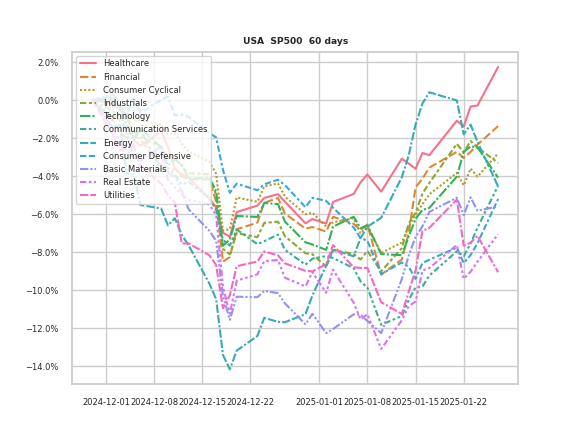 USA SP500 60 days
Healthcare
Financial
Consumer Cyclical
Industrials
Technology
Communication Services
Energy
Consumer Defensive
Basic Materials
Real Estate
Utilities
2.0%
0.0%
−2.0%
−4.0%
−6.0%
−8.0%
−10.0%
−12.0%
−14.0%
2024-12-01 2024-12-08 2024-12-15 2024-12-22 2025-01-01 2025-01-08 2025-01-15 2025-01-22